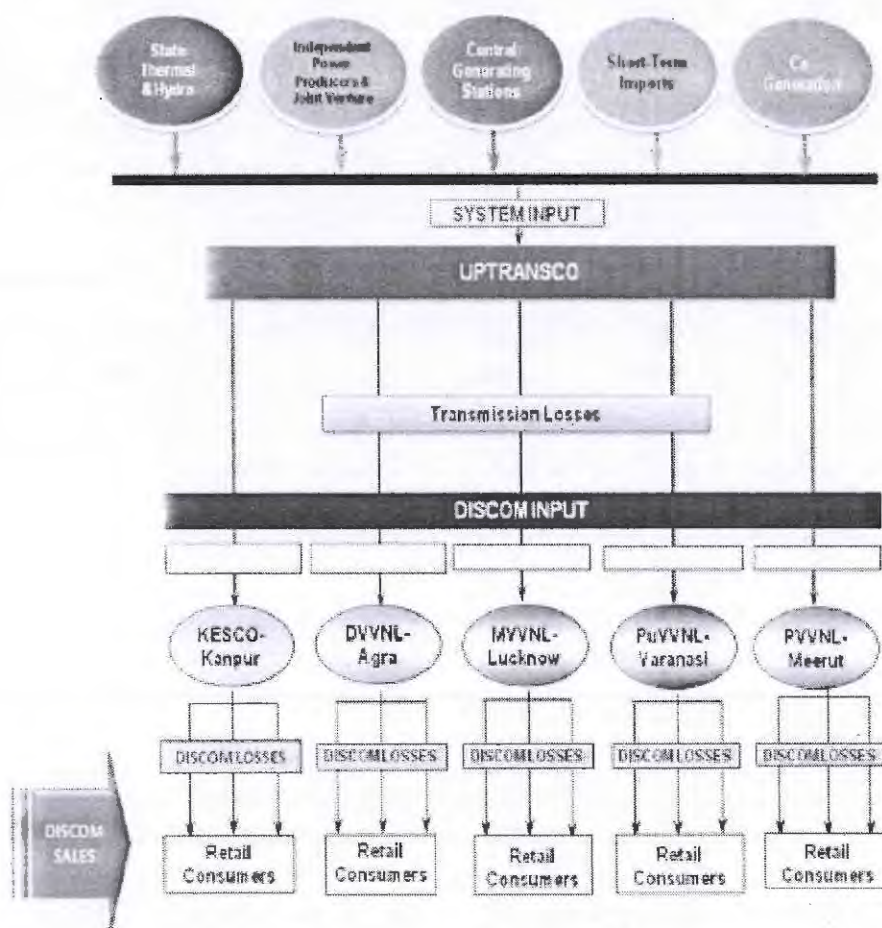 State
Thermal
& Hydro
Independent
Power
Producers &
Joint Venture
Central
Generating
Stations
Short-Term
Imports
Co
Generation
SYSTEM INPUT
UPTRANSCO
Transmission Losses
DISCOM INPUT
KESCO-
Kanpur
DVVNL-
Agra
MVVNL-
Lucknow
PuVVNL-
Varanasi
PVVNL-
Meerut
DISCOM LOSSES
DISCOM LOSSES
DISCOM LOSSES
DISCOM LOSSES
DISCOM LOSSES
DISCOM
SALES
Retail
Consumers
Retail
Consumers
Retail
Consumers
Retail
Consumers
Retail
Consumers